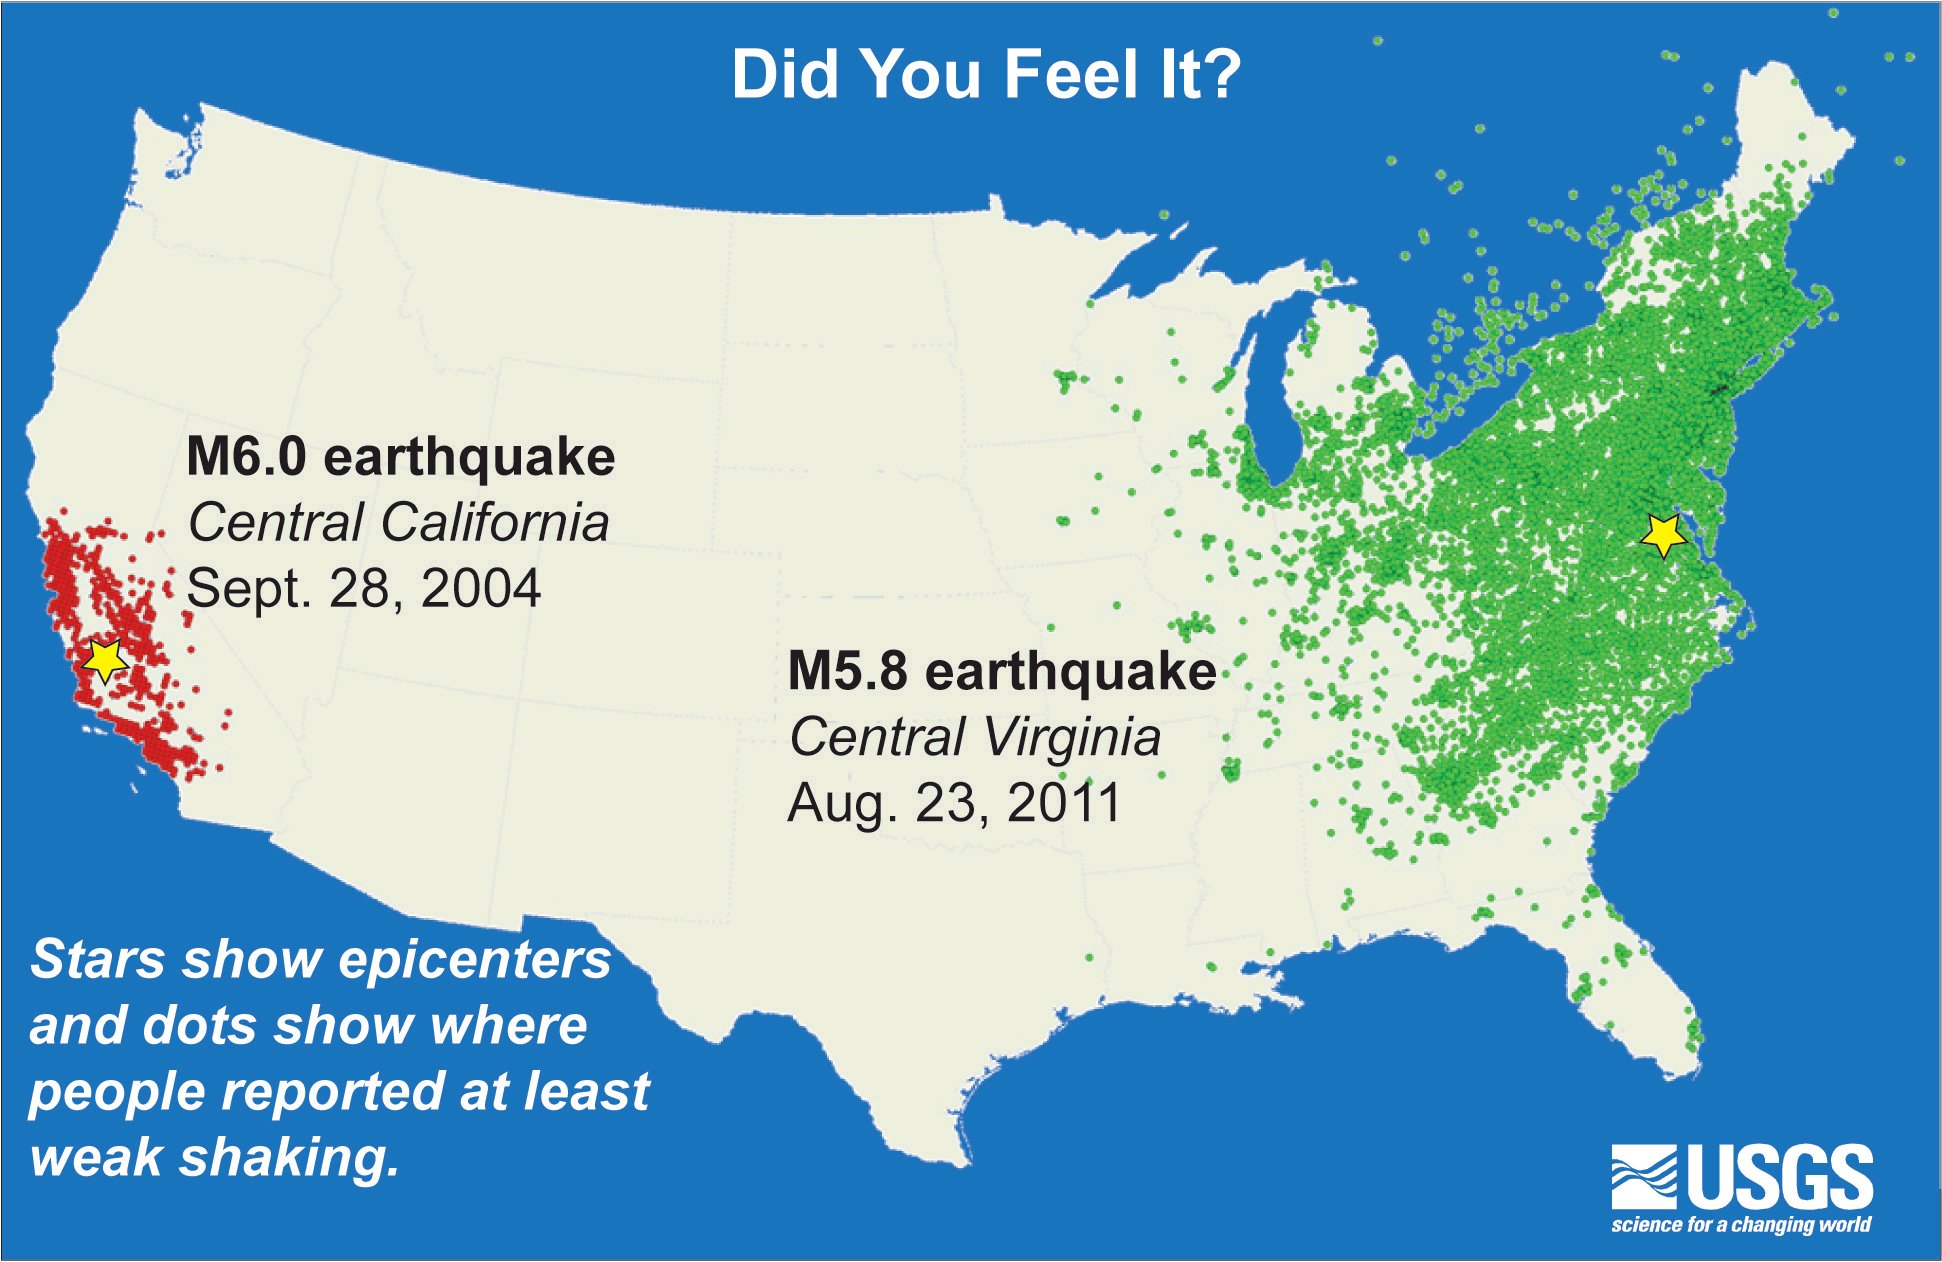 Did You Feel It?
M6.0 earthquake
Central California
Sept. 28, 2004
M5.8 earthquake
Central Virginia
Aug. 23, 2011
Stars show epicenters
and dots show where
people reported at least
weak shaking.
USGS
science for a changing world